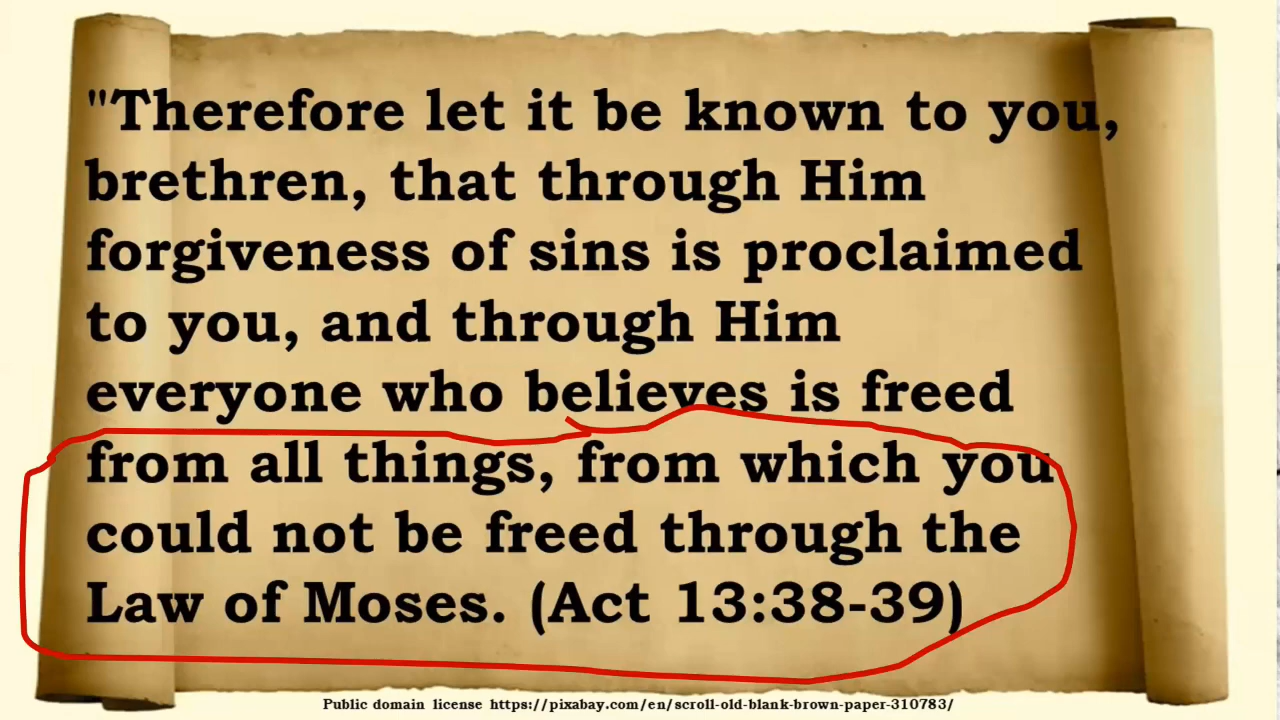 "Therefore let it be known to you,
brethren, that through Him
forgiveness of sins is proclaimed
to you, and through Him
everyone who believes is freed
from all things, from which you
could not be freed through the
Law of Moses. (Act 13:38-39)
Public domain license https://pixabay.com/en/scroll-old-blank-brown-paper-310783/